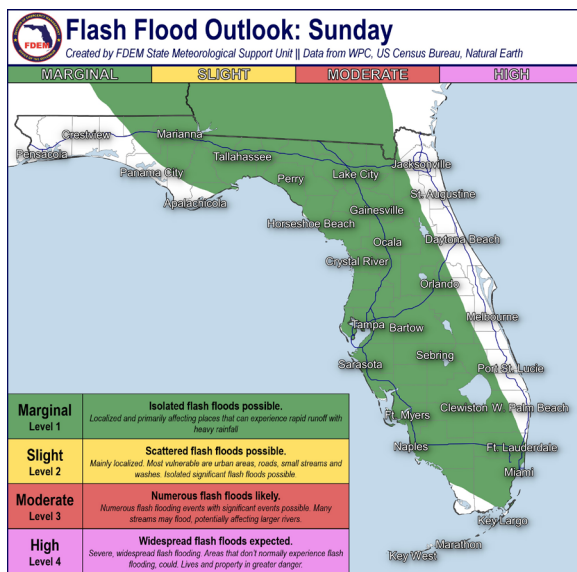 Flash Flood Outlook: Sunday
Created by FDEM State Meteorological Support Unit || Data from WPC, US Census Bureau, Natural Earth
FDEM
MARGINAL SLIGHT MODERATE HIGH
Crestview
Marianna
Pensacola
Tallahassee
Jacksonville
Panama City
Perry
Lake City
St. Augustine
Apalachicola
Gainesville
Horseshoe Beach
Ocala
Daytona Beach
Crystal River
Orlando
Melbourne
Tampa
Bartow
Sebring
Sarasota
Port St. Lucie
Ft. Myers
Clewiston
W. Palm Beach
Naples
Ft. Lauderdale
Miami
Key Largo
Marathon
Key West
Marginal
Level 1
Isolated flash floods possible.
Localized and primarily affecting places that can experience rapid runoff with
heavy rainfall
Slight
Level 2
Scattered flash floods possible.
Mainly localized. Most vulnerable are urban areas, roads, small streams and
washes. Isolated significant flash floods possible
Moderate
Level 3
Numerous flash floods likely.
Numerous flash flooding events with significant events possible. Many
streams may flood, potentially affecting larger rivers.
High
Level 4
Widespread flash floods expected.
Severe, widespread flash flooding. Areas that don't normally experience flash
flooding, could. Lives and property in greater danger.